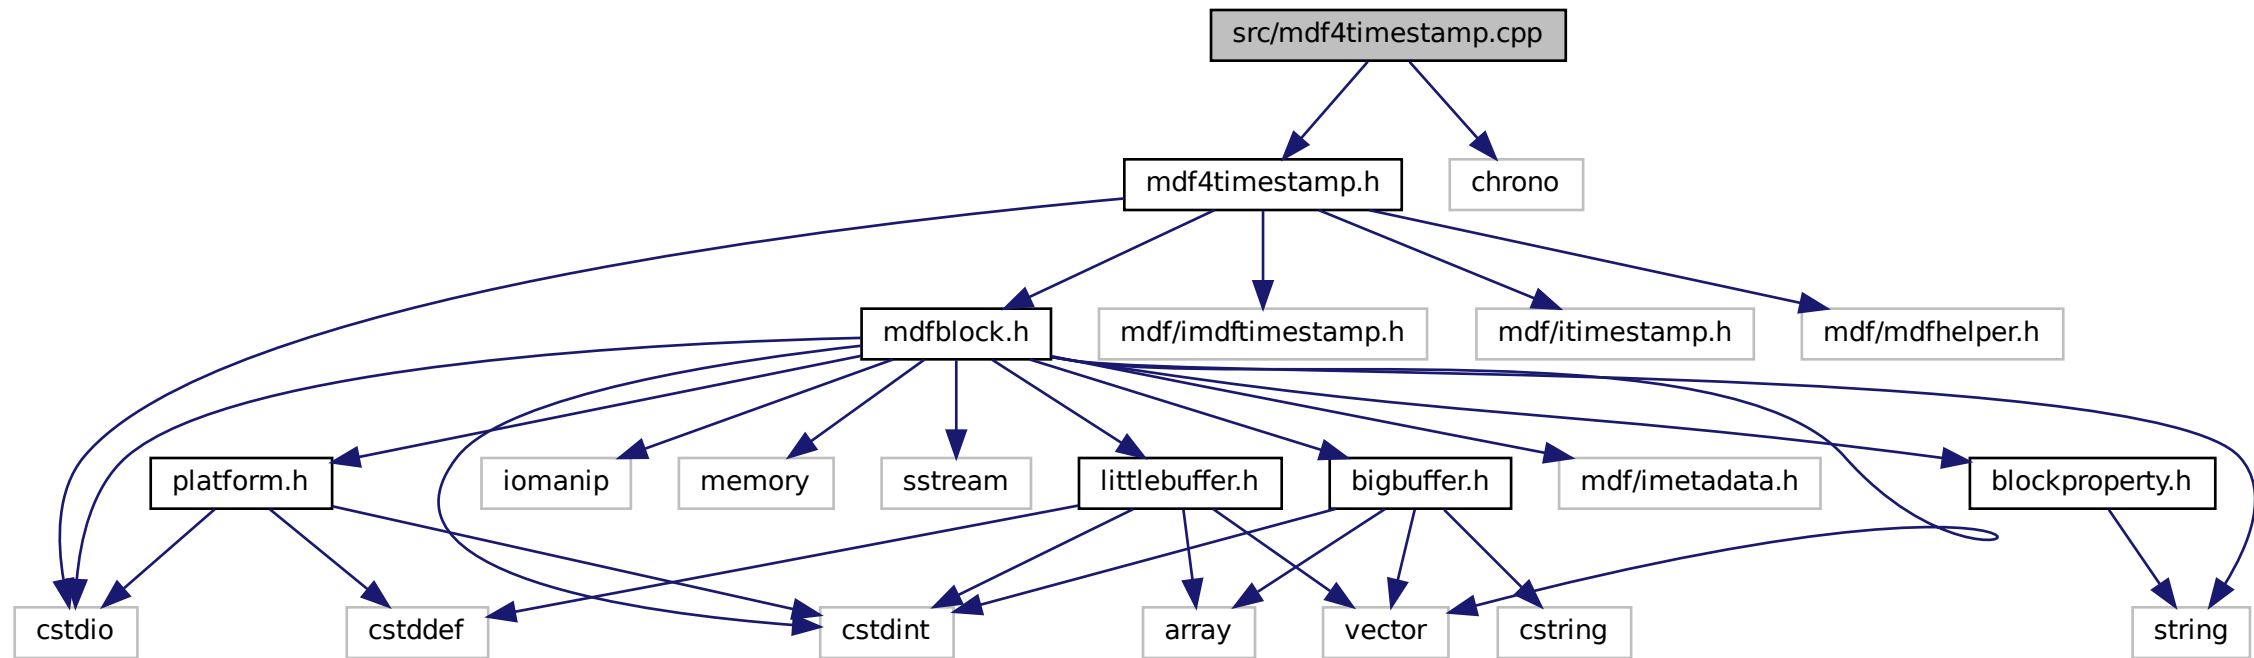 src/mdf4timestamp.cpp
mdf4timestamp.h
chrono
mdfblock.h
mdf/imdftimestamp.h
mdf/itimestamp.h
mdf/mdfhelper.h
platform.h
iomanip
memory
sstream
littlebuffer.h
bigbuffer.h
mdf/imetadata.h
blockproperty.h
cstdio
cstddef
cstdint
array
vector
cstring
string